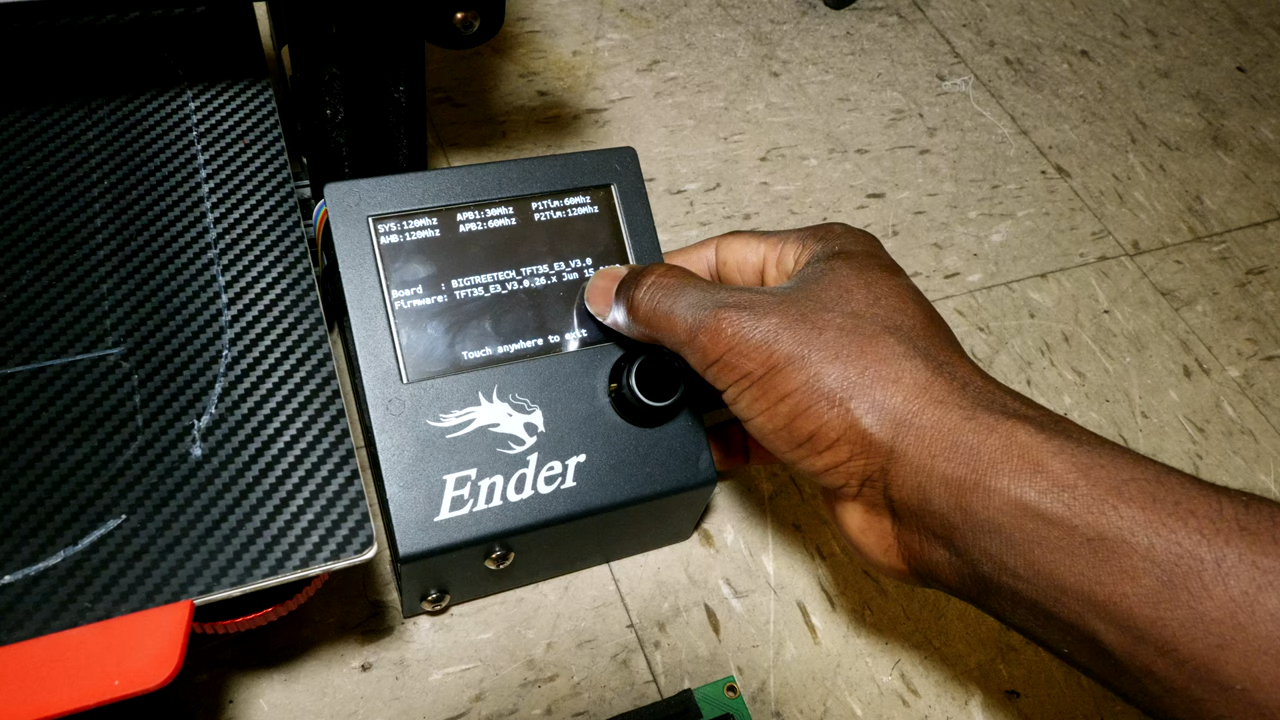 SYS:120Mhz APB1:30Mhz P1Tim:60Mhz
AHB:120Mhz APB2:60Mhz P2Tim:120Mhz
Board : BIGTREETECH_TFT35_E3_V3.0
Firmware: TFT35_E3_V3.0.26.x Jun 15
Touch anywhere to exit
Ender